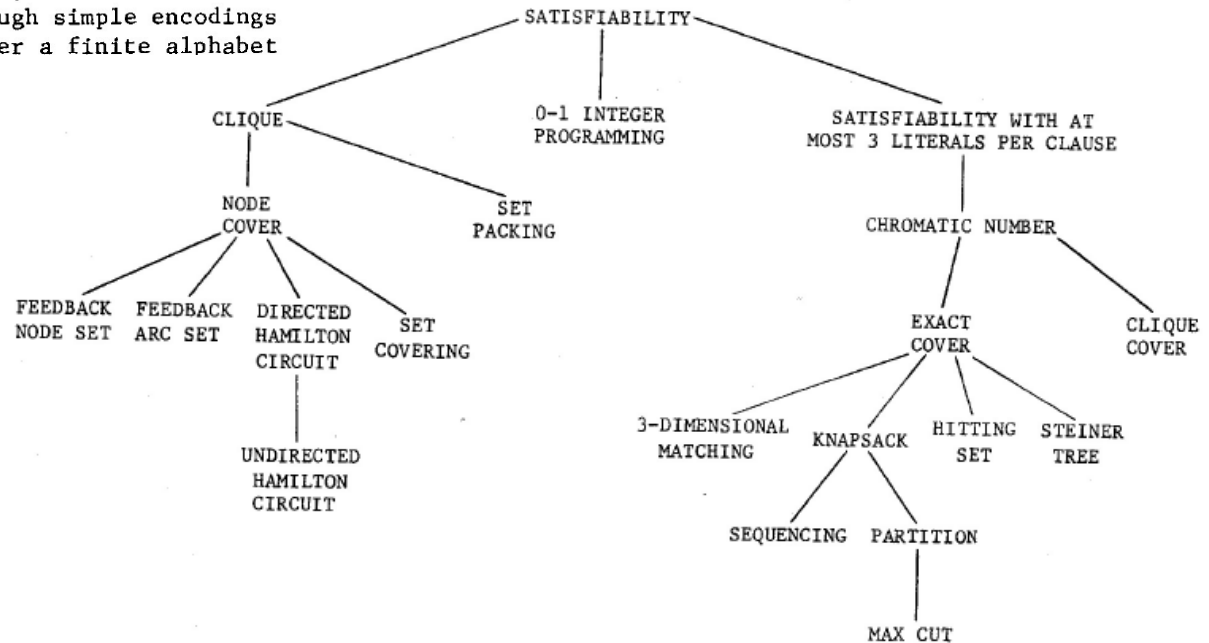 ugh simple encodings
er a finite alphabet
SATISFIABILITY
CLIQUE
0-1 INTEGER
PROGRAMMING
SATISFIABILITY WITH AT
MOST 3 LITERALS PER CLAUSE
NODE
COVER
SET
PACKING
CHROMATIC NUMBER
FEEDBACK
NODE SET
FEEDBACK
ARC SET
DIRECTED
HAMILTON
CIRCUIT
SET
COVERING
EXACT
COVER
CLIQUE
COVER
3-DIMENSIONAL
MATCHING
KNAPSACK
HITTING
SET
STEINER
TREE
UNDIRECTED
HAMILTON
CIRCUIT
SEQUENCING
PARTITION
MAX CUT